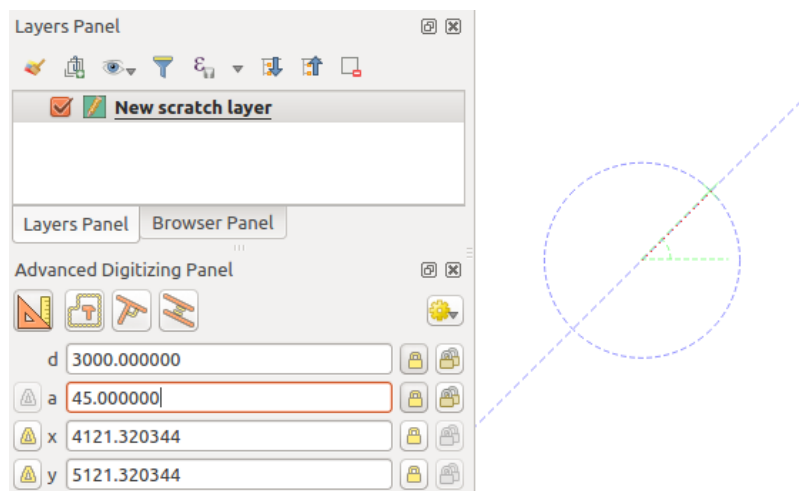 Layers Panel
ε
New scratch layer
Layers Panel Browser Panel
Advanced Digitizing Panel
d 3000.000000
a 45.000000
x 4121.320344
y 5121.320344